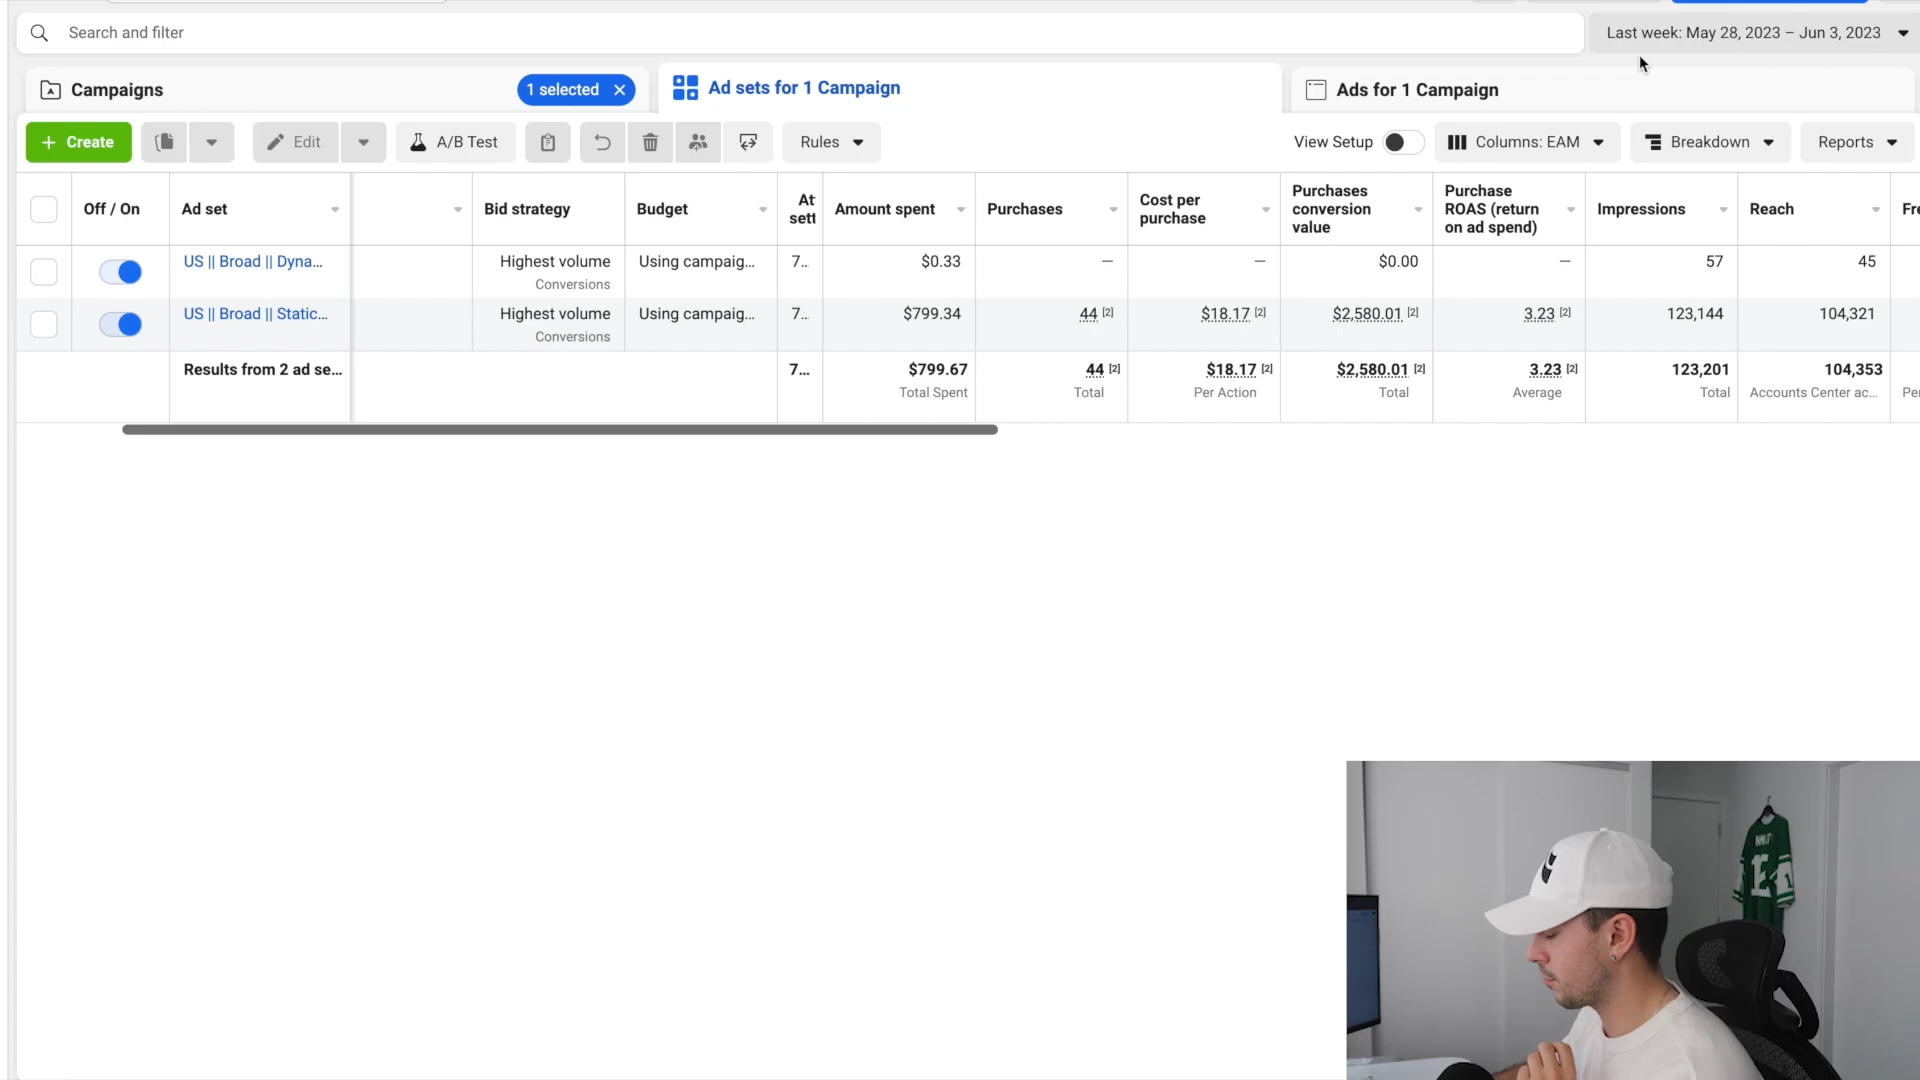 Search and filter
Last week: May 28, 2023 – Jun 3, 2023
Campaigns
1 selected
Ad sets for 1 Campaign
Ads for 1 Campaign
+ Create
Edit
A/B Test
Rules
View Setup
Columns: EAM
Breakdown
Reports
Off / On
Ad set
Bid strategy
Budget
At
sett
Amount spent
Purchases
Cost per
purchase
Purchases
conversion
value
Purchase
ROAS (return
on ad spend)
Impressions
Reach
Fre
US || Broad || Dyna...
Highest volume
Conversions
Using campaig...
7..
$0.33
—
—
$0.00
—
57
45
US || Broad || Static...
Highest volume
Conversions
Using campaig...
7..
$799.34
44 [2]
$18.17 [2]
$2,580.01 [2]
3.23 [2]
123,144
104,321
Results from 2 ad se...
7...
$799.67
Total Spent
44 [2]
Total
$18.17 [2]
Per Action
$2,580.01 [2]
Total
3.23 [2]
Average
123,201
Total
104,353
Accounts Center ac...
Per